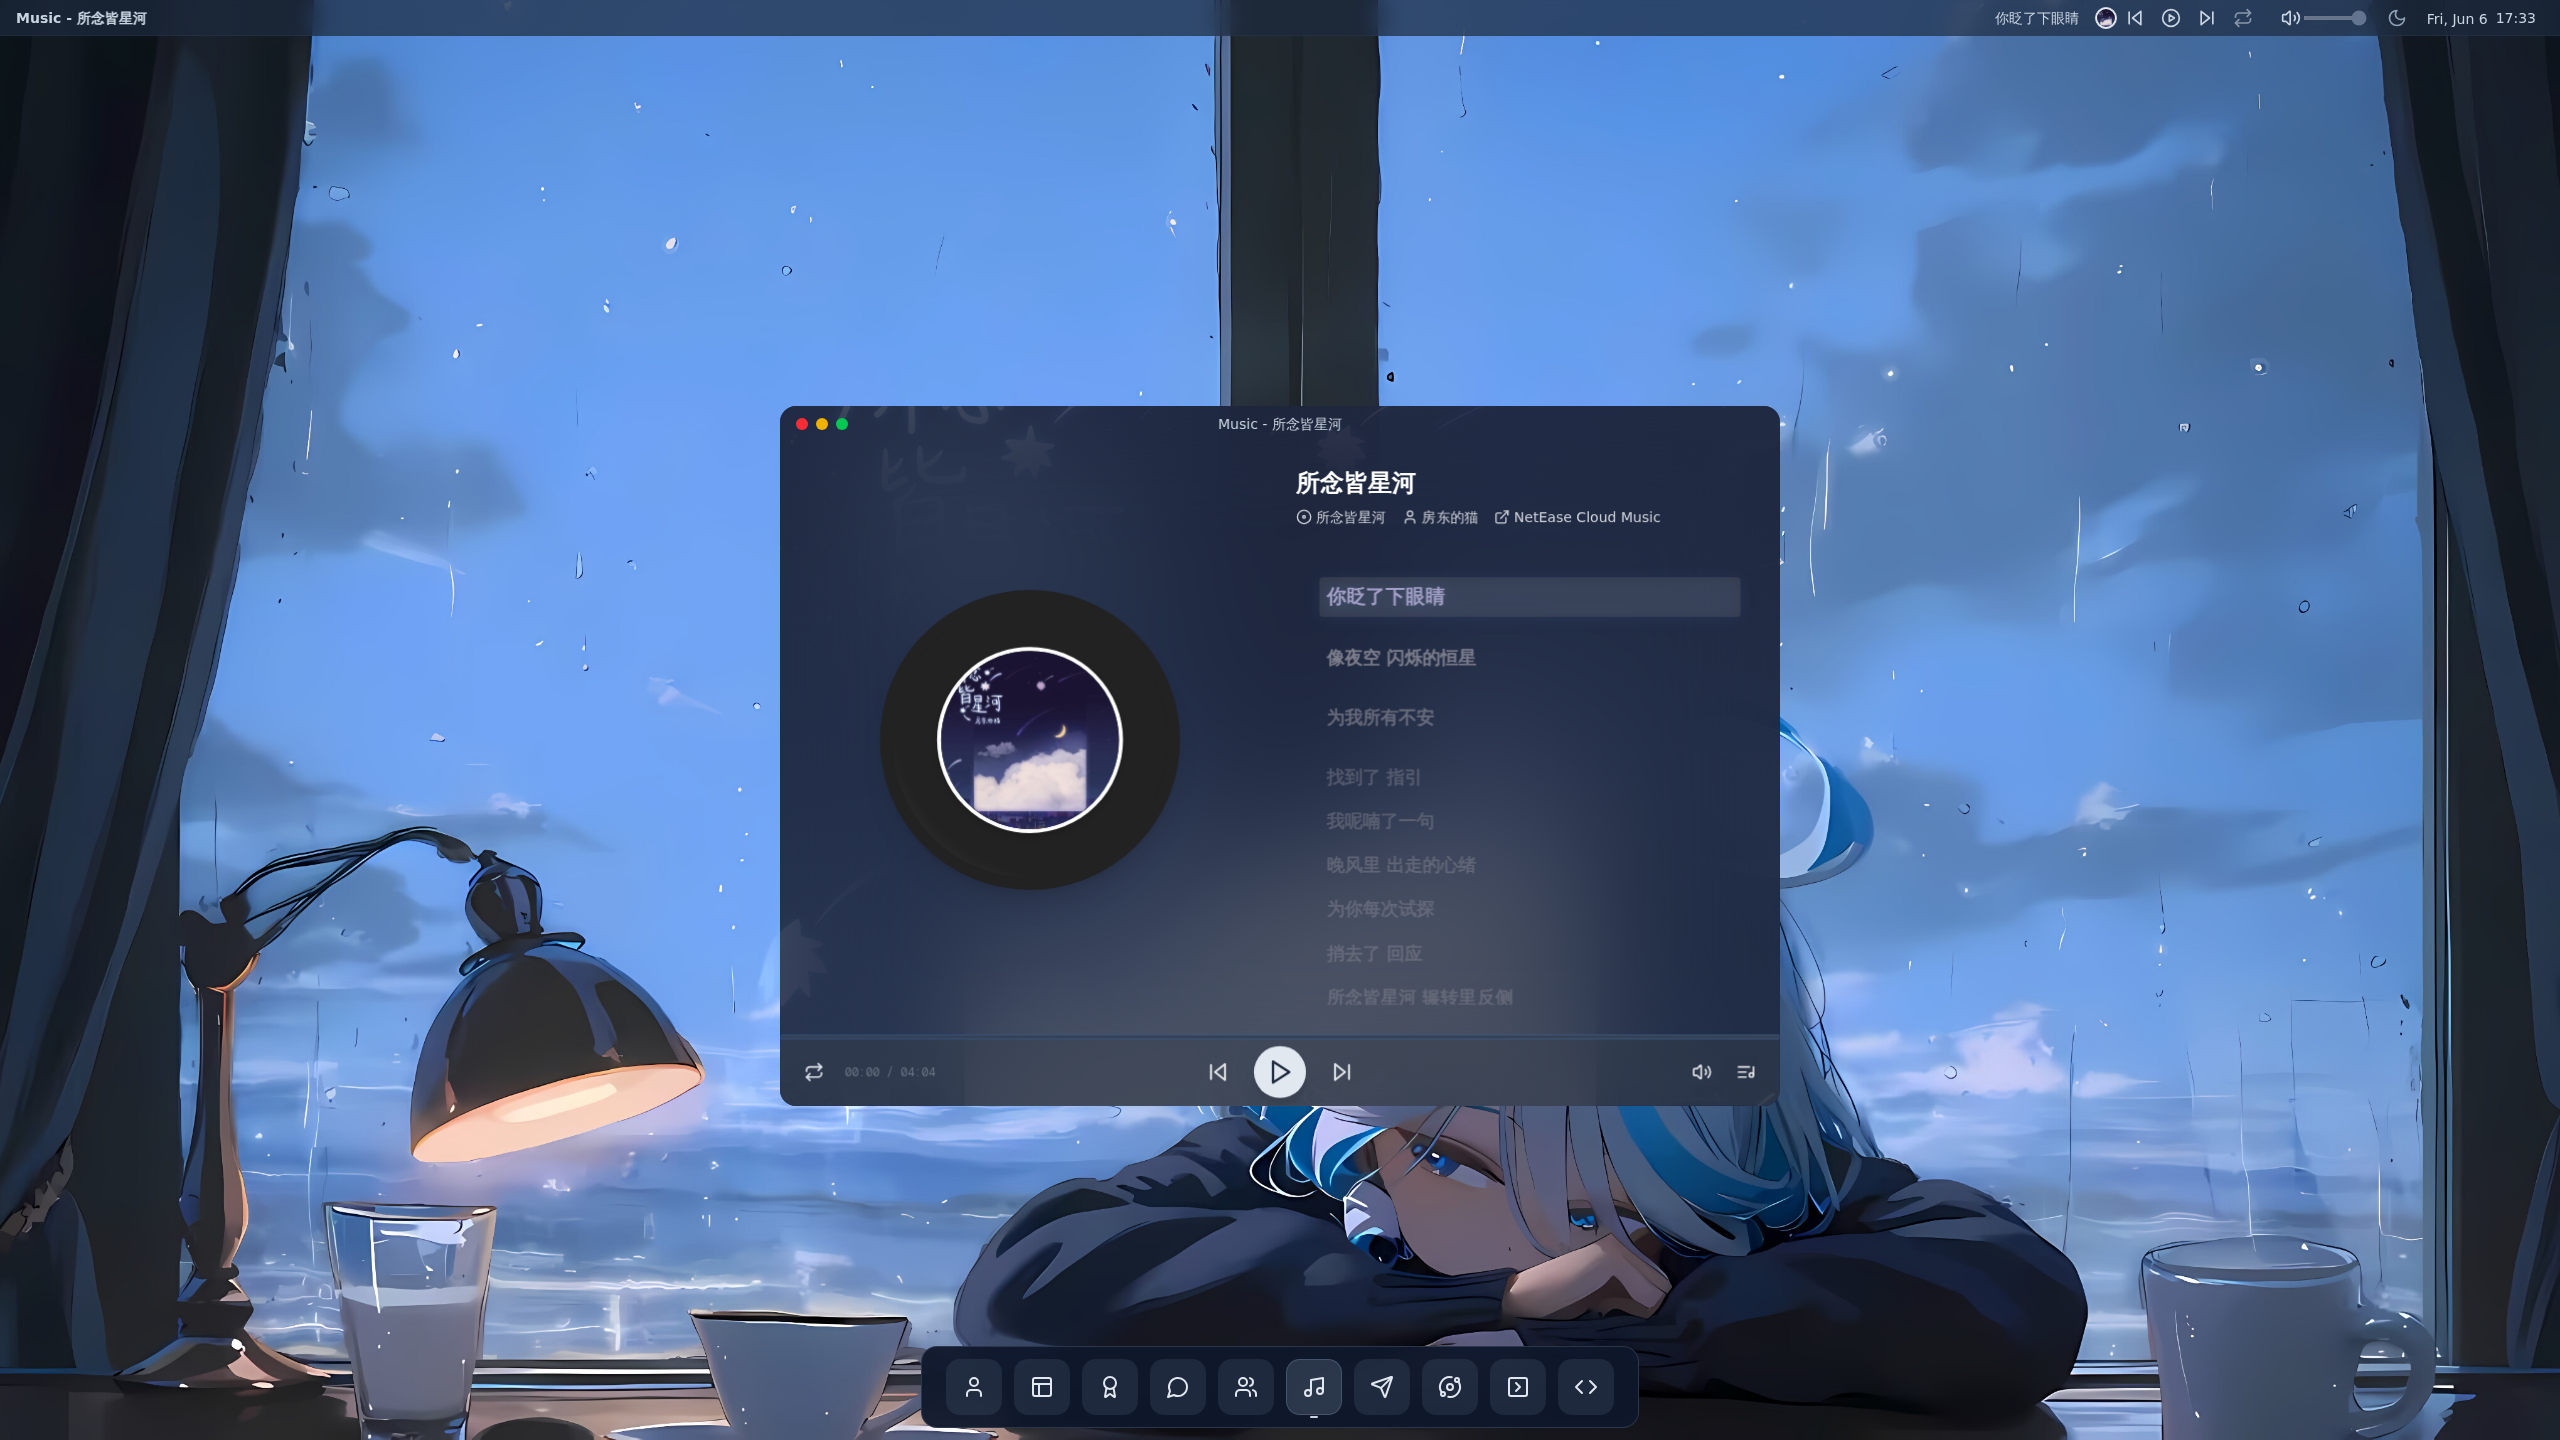 Music - 所念皆星河
你眨了下眼睛
Fri, Jun 6 17:33
Music - 所念皆星河
所念皆星河
所念皆星河 房东的猫 NetEase Cloud Music
皆星河
你眨了下眼睛
像夜空 闪烁的恒星
为我所有不安
找到了 指引
我呢喃了一句
晚风里 出走的心绪
为你每次试探
捎去了 回应
所念皆星河 辗转里反侧
00:00 / 04:04